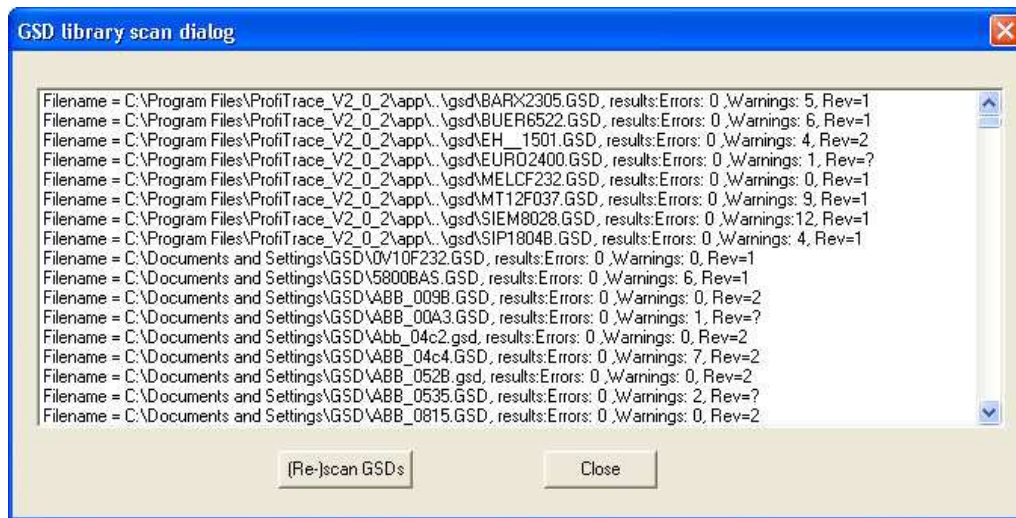 GSD library scan dialog
Filename = C:\Program Files\ProfiTrace_V2_0_2\app\..\gsd\BARX2305.GSD, results:Errors: 0 ,Warnings: 5, Rev=1
Filename = C:\Program Files\ProfiTrace_V2_0_2\app\..\gsd\BUER6522.GSD, results:Errors: 0 ,Warnings: 6, Rev=1
Filename = C:\Program Files\ProfiTrace_V2_0_2\app\..\gsd\EH__1501.GSD, results:Errors: 0 ,Warnings: 4, Rev=2
Filename = C:\Program Files\ProfiTrace_V2_0_2\app\..\gsd\EURO2400.GSD, results:Errors: 0 ,Warnings: 1, Rev=?
Filename = C:\Program Files\ProfiTrace_V2_0_2\app\..\gsd\MELCF232.GSD, results:Errors: 0 ,Warnings: 0, Rev=1
Filename = C:\Program Files\ProfiTrace_V2_0_2\app\..\gsd\MT12F037.GSD, results:Errors: 0 ,Warnings: 9, Rev=1
Filename = C:\Program Files\ProfiTrace_V2_0_2\app\..\gsd\SIEM8028.GSD, results:Errors: 0 ,Warnings:12, Rev=1
Filename = C:\Program Files\ProfiTrace_V2_0_2\app\..\gsd\SIP1804B.GSD, results:Errors: 0 ,Warnings: 4, Rev=1
Filename = C:\Documents and Settings\GSD\0V10F232.GSD, results:Errors: 0 ,Warnings: 0, Rev=1
Filename = C:\Documents and Settings\GSD\5800BAS.GSD, results:Errors: 0 ,Warnings: 6, Rev=1
Filename = C:\Documents and Settings\GSD\ABB_009B.GSD, results:Errors: 0 ,Warnings: 0, Rev=2
Filename = C:\Documents and Settings\GSD\ABB_00A3.GSD, results:Errors: 0 ,Warnings: 1, Rev=?
Filename = C:\Documents and Settings\GSD\Abb_04c2.gsd, results:Errors: 0 ,Warnings: 0, Rev=2
Filename = C:\Documents and Settings\GSD\ABB_04c4.GSD, results:Errors: 0 ,Warnings: 7, Rev=2
Filename = C:\Documents and Settings\GSD\ABB_052B.gsd, results:Errors: 0 ,Warnings: 0, Rev=2
Filename = C:\Documents and Settings\GSD\ABB_0535.GSD, results:Errors: 0 ,Warnings: 2, Rev=?
Filename = C:\Documents and Settings\GSD\ABB_0815.GSD, results:Errors: 0 ,Warnings: 0, Rev=2
(Re-)scan GSDs
Close